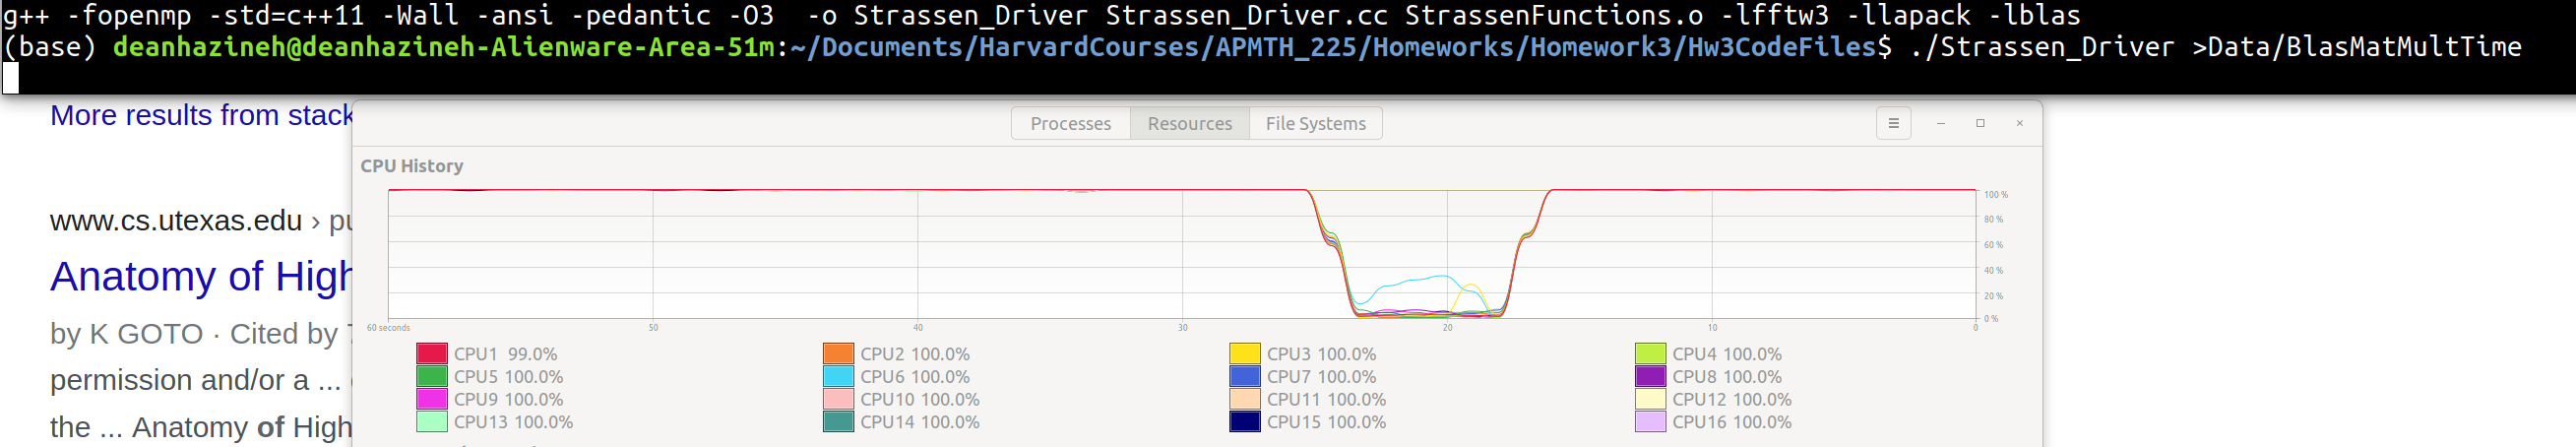 g++ -fopenmp -std=c++11 -Wall -ansi -pedantic -O3  -o Strassen_Driver Strassen_Driver.cc StrassenFunctions.o -lfftw3 -llapack -lblas
(base) deanhazineh@deanhazineh-Alienware-Area-51m:~/Documents/HarvardCourses/APMTH_225/Homeworks/Homework3/Hw3CodeFiles$ ./Strassen_Driver >Data/BlasMatMultTime
More results from stack
Processes Resources File Systems
CPU History
100 %
80 %
60 %
40 %
20 %
0 %
60 seconds 50 40 30 20 10 0
CPU1 99.0% CPU2 100.0% CPU3 100.0% CPU4 100.0%
CPU5 100.0% CPU6 100.0% CPU7 100.0% CPU8 100.0%
CPU9 100.0% CPU10 100.0% CPU11 100.0% CPU12 100.0%
CPU13 100.0% CPU14 100.0% CPU15 100.0% CPU16 100.0%
www.cs.utexas.edu › pu
Anatomy of High
by K GOTO · Cited by
permission and/or a ...
the ... Anatomy of High